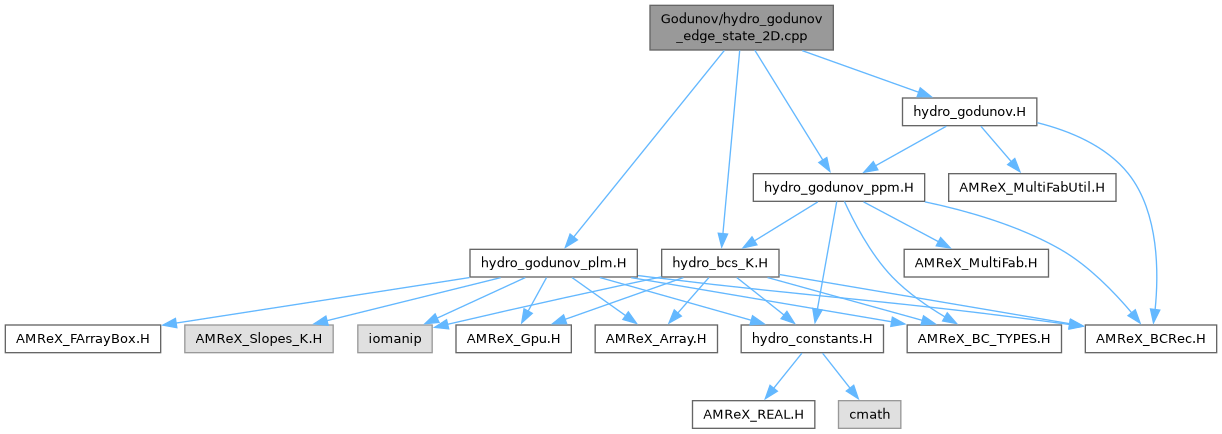 Godunov/hydro_godunov
_edge_state_2D.cpp
hydro_godunov.H
hydro_godunov_ppm.H
AMReX_MultiFabUtil.H
hydro_godunov_plm.H
hydro_bcs_K.H
AMReX_MultiFab.H
AMReX_FArrayBox.H
AMReX_Slopes_K.H
iomanip
AMReX_Gpu.H
AMReX_Array.H
hydro_constants.H
AMReX_BC_TYPES.H
AMReX_BCRec.H
AMReX_REAL.H
cmath